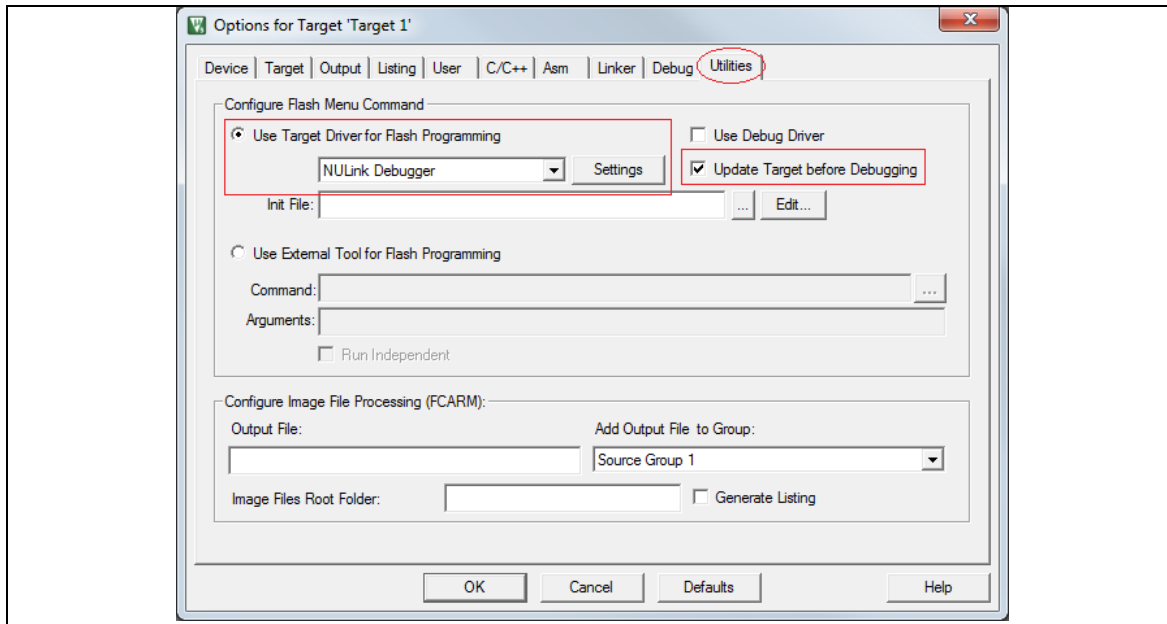 Options for Target 'Target 1'
Device Target Output Listing User C/C++ Asm Linker Debug Utilities
Configure Flash Menu Command
Use Target Driver for Flash Programming Use Debug Driver
NULink Debugger Settings Update Target before Debugging
Init File: ... Edit...
Use External Tool for Flash Programming
Command: ...
Arguments:
Run Independent
Configure Image File Processing (FCARM):
Output File: Add Output File to Group:
Source Group 1
Image Files Root Folder: Generate Listing
OK Cancel Defaults Help